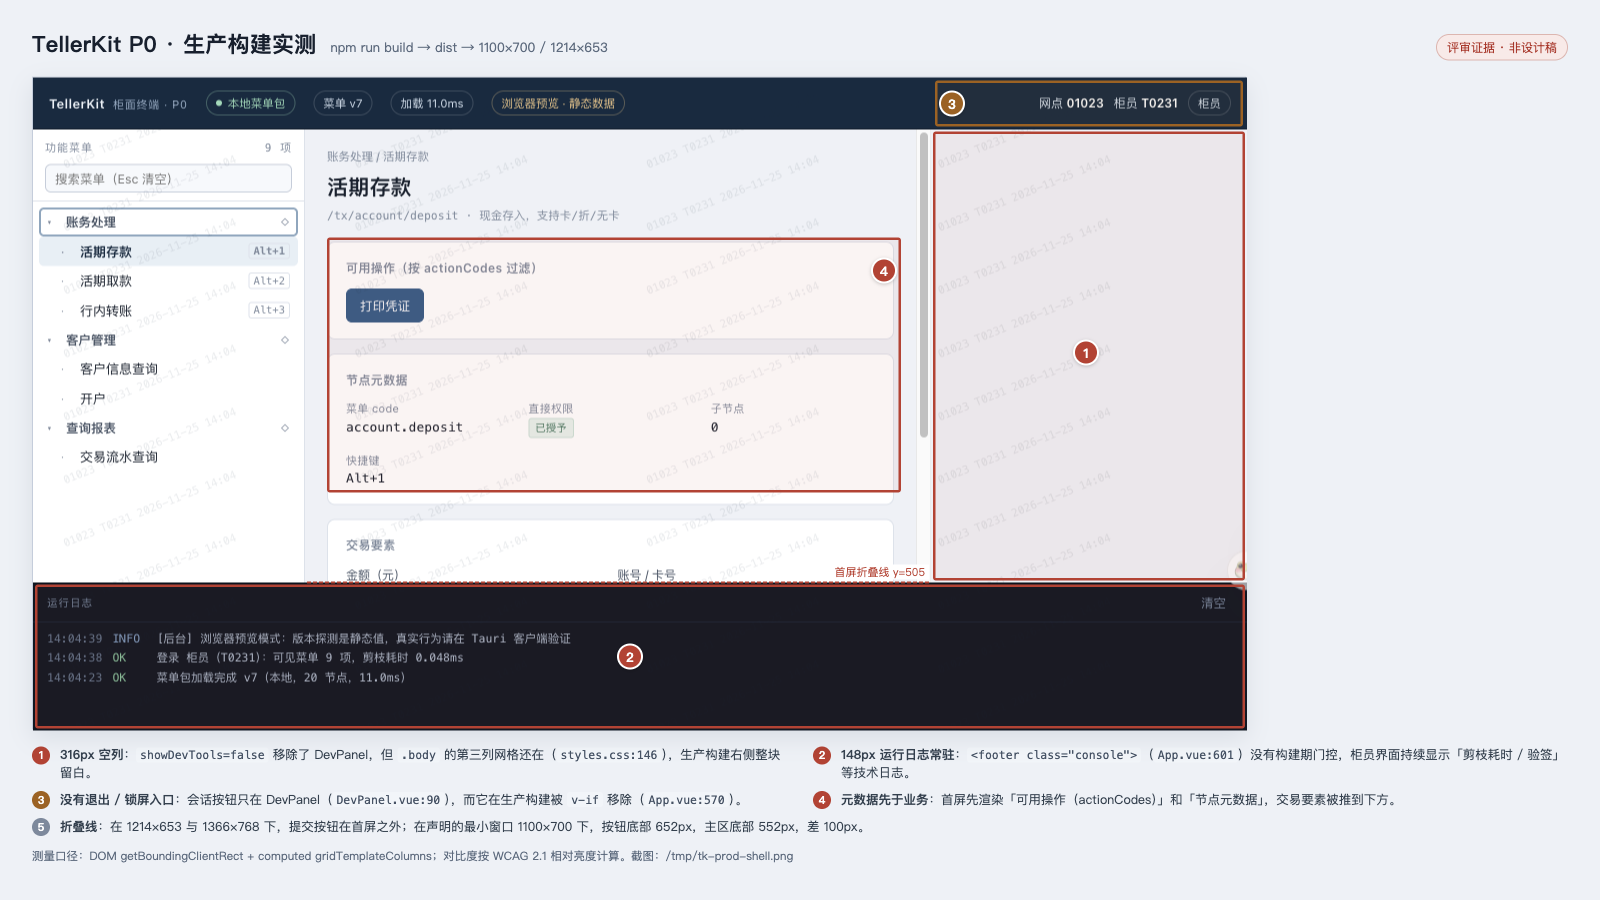 TellerKit P0 · 生产构建实测 npm run build → dist → 1100×700 / 1214×653
评审证据 · 非设计稿
TellerKit 柜面终端 · P0 本地菜单包 菜单 v7 加载 11.0ms 浏览器预览 · 静态数据 3 网点 01023 柜员 T0231 柜员
功能菜单 9 项
搜索菜单（Esc 清空）
账务处理
活期存款 Alt+1
活期取款 Alt+2
行内转账 Alt+3
客户管理
客户信息查询
开户
查询报表
交易流水查询
账务处理 / 活期存款
活期存款
/tx/account/deposit · 现金存入，支持卡/折/无卡
可用操作（按 actionCodes 过滤） 4
打印凭证
节点元数据
菜单 code 直接权限 子节点
account.deposit 已授予 0
快捷键
Alt+1
交易要素
金额（元） 账号 / 卡号
首屏折叠线 y=505
1
01023 T0231 2026-11-25 14:04
运行日志 清空
14:04:39 INFO [后台] 浏览器预览模式：版本探测是静态值，真实行为请在 Tauri 客户端验证
14:04:38 OK 登录 柜员（T0231）：可见菜单 9 项，剪枝耗时 0.048ms
14:04:23 OK 菜单包加载完成 v7（本地，20 节点，11.0ms）
2
1 316px 空列： showDevTools=false 移除了 DevPanel，但 .body 的第三列网格还在（ styles.css:146 ），生产构建右侧整块
留白。
2 148px 运行日志常驻： <footer class="console"> （ App.vue:601 ）没有构建期门控，柜员界面持续显示「剪枝耗时 / 验签」
等技术日志。
3 没有退出 / 锁屏入口：会话按钮只在 DevPanel（ DevPanel.vue:90 ），而它在生产构建被 v-if 移除（ App.vue:570 ）。
4 元数据先于业务：首屏先渲染「可用操作（actionCodes）」和「节点元数据」，交易要素被推到下方。
5 折叠线：在 1214×653 与 1366×768 下，提交按钮在首屏之外；在声明的最小窗口 1100×700 下，按钮底部 652px，主区底部 552px，差 100px。
测量口径：DOM getBoundingClientRect + computed gridTemplateColumns；对比度按 WCAG 2.1 相对亮度计算。截图：/tmp/tk-prod-shell.png